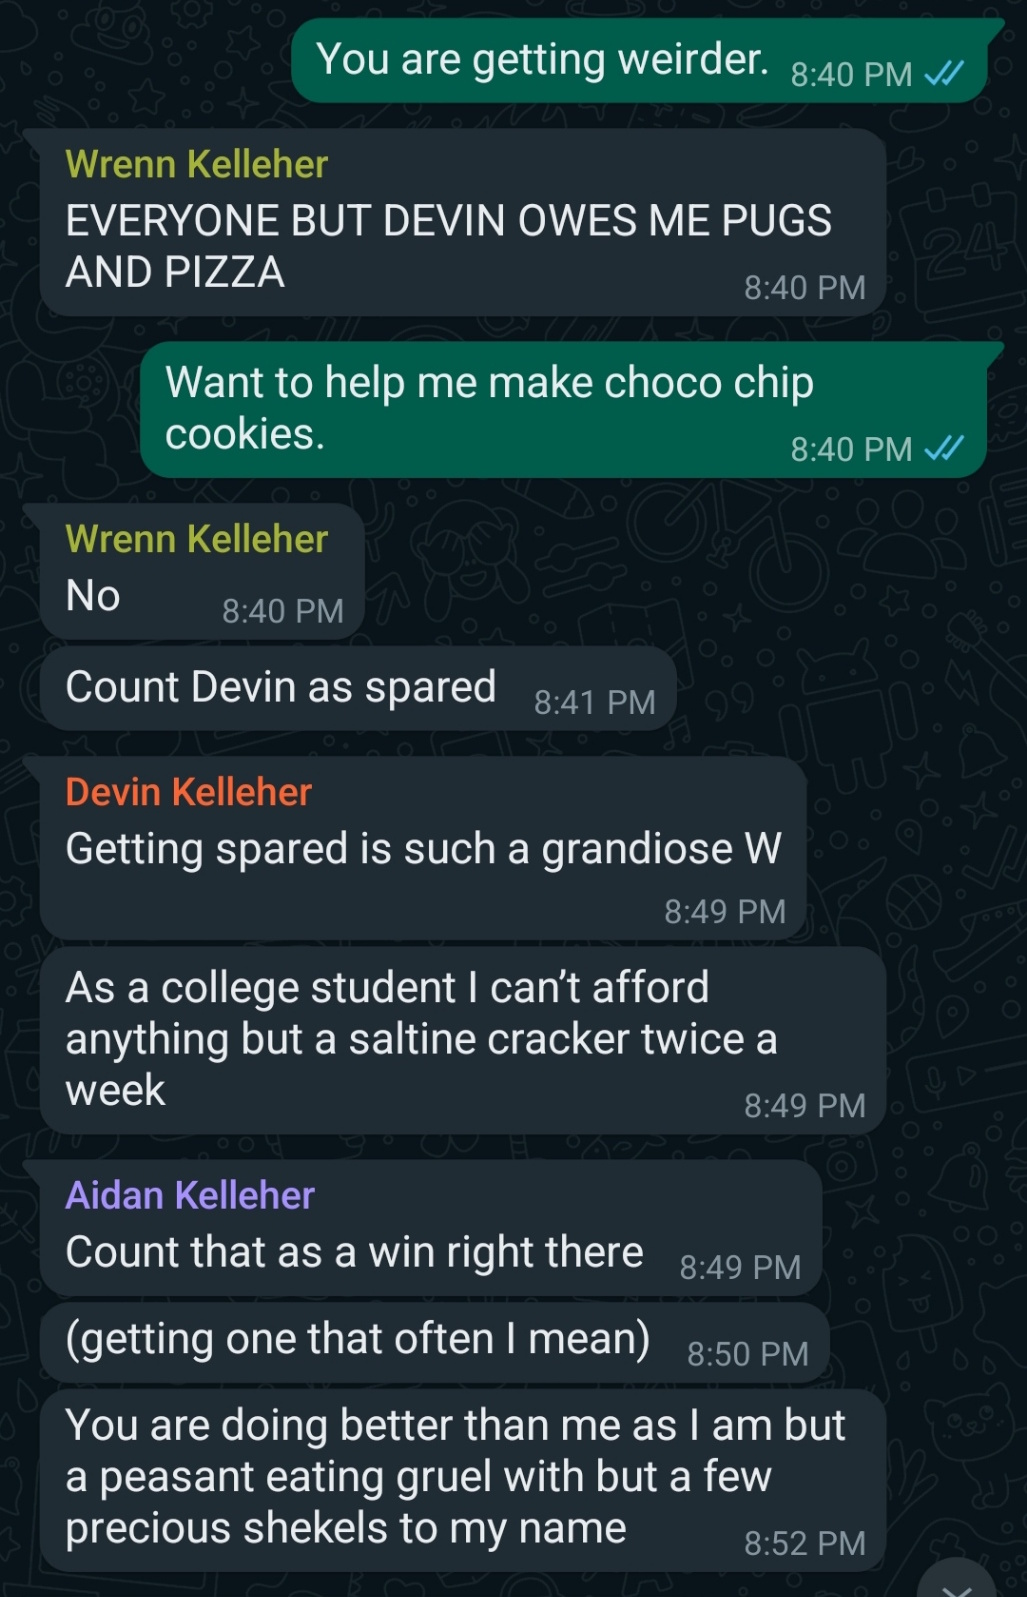 You are getting weirder.
8:40 PM
Wrenn Kelleher
EVERYONE BUT DEVIN OWES ME PUGS
AND PIZZA
8:40 PM
Want to help me make choco chip
cookies.
8:40 PM
Wrenn Kelleher
No
8:40 PM
Count Devin as spared
8:41 PM
Devin Kelleher
Getting spared is such a grandiose W
8:49 PM
As a college student I can’t afford
anything but a saltine cracker twice a
week
8:49 PM
Aidan Kelleher
Count that as a win right there
8:49 PM
(getting one that often I mean)
8:50 PM
You are doing better than me as I am but
a peasant eating gruel with but a few
precious shekels to my name
8:52 PM